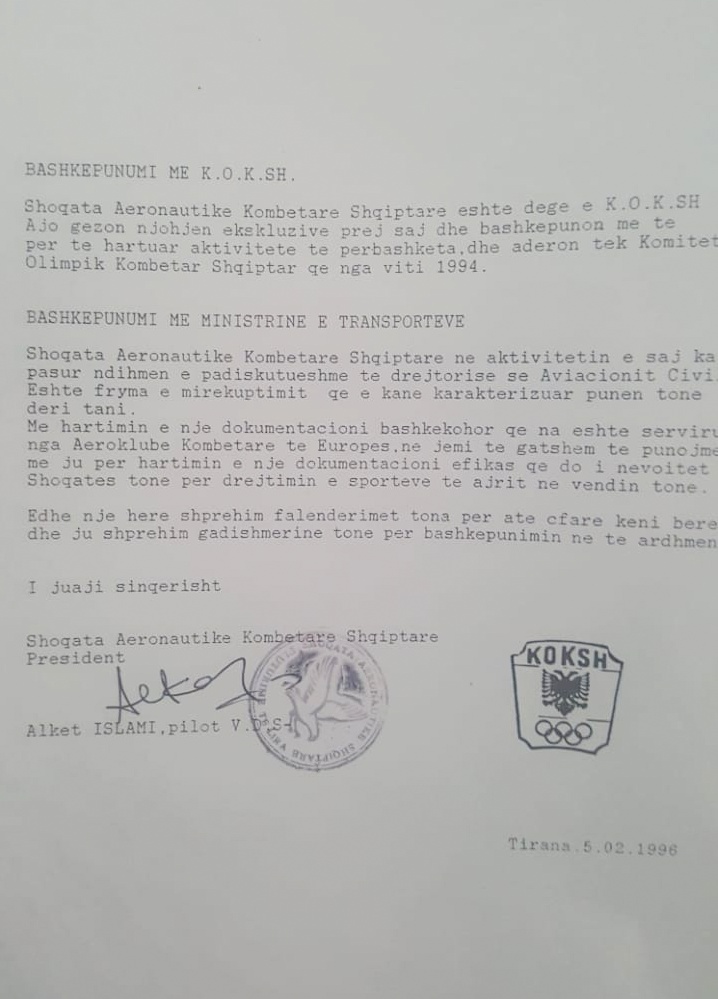 BASHKEPUNUMI ME K.O.K.SH.
Shoqata Aeronautike Kombetare Shqiptare eshte dege e K.O.K.SH
Ajo gezon njohjen ekskluzive prej saj dhe bashkepunon me te
per te hartuar aktivitete te perbashketa,dhe aderon tek Komitet
Olimpik Kombetar Shqiptar qe nga viti 1994.
BASHKEPUNUMI ME MINISTRINE E TRANSPORTEVE
Shoqata Aeronautike Kombetare Shqiptare ne aktivitetin e saj ka
pasur ndihmen e padiskutueshme te drejtorise se Aviacionit Civi
Eshte fryma e mirekuptimit qe e kane karakterizuar punen tone
deri tani.
Me hartimin e nje dokumentacioni bashkekohor qe na eshte serviru
nga Aeroklube Kombetare te Europes,ne jemi te gatshem te punojme
me ju per hartimin e nje dokumentacioni efikas qe do i nevoitet
Shoqates tone per drejtimin e sporteve te ajrit ne vendin tone.
Edhe nje here shprehim falenderimet tona per ate cfare keni bere
dhe ju shprehim gadishmerine tone per bashkepunimin ne te ardhmen
I juaji sinqerisht
Shoqata Aeronautike Kombetare Shqiptare
President
Alket ISLAMI,pilot V.D.S
SHOQATA AERONAUTIKE SHQIPTARE
KOKSH
Tirana.5.02.1996